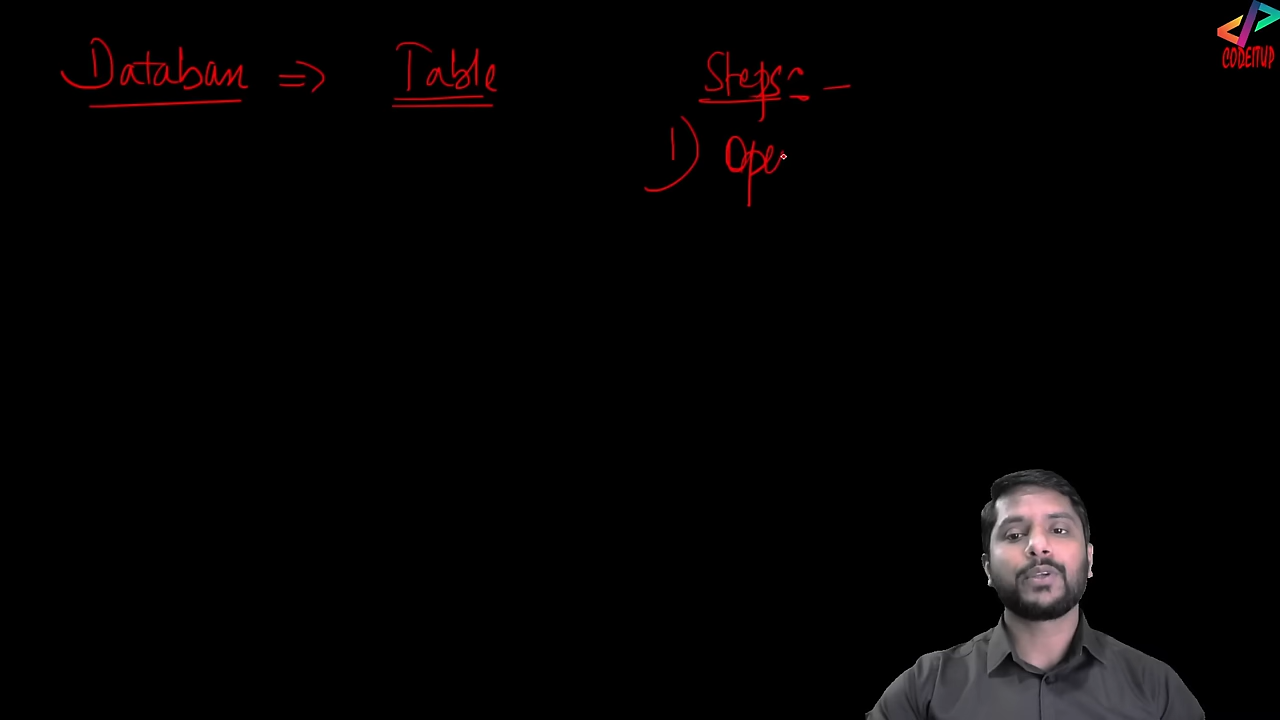 Databan => Table
Steps: -
1) Ope
</>
CODEITUP